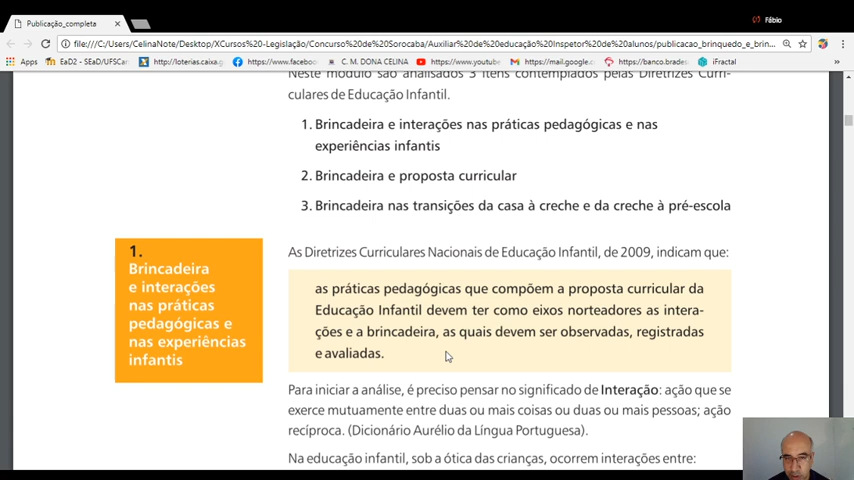 Publicação_completa
Fábio
file:///C:/Users/CelinaNote/Desktop/XCursos%20-Legislação/Concurso%20de%20Sorocaba/Auxiliar%20de%20educação%20Inspetor%20de%20alunos/publicacao_brinquedo_e_brin...
Apps EaD2 - SEaD/UFSCar http://loterias.caixa.g https://www.facebook C. M. DONA CELINA https://www.youtube https://mail.google.c https://banco.brades iFractal »
Neste módulo são analisados 3 itens contemplados pelas Diretrizes Curri-
culares de Educação Infantil.
1. Brincadeira e interações nas práticas pedagógicas e nas
experiências infantis
2. Brincadeira e proposta curricular
3. Brincadeira nas transições da casa à creche e da creche à pré-escola
1.
Brincadeira
e interações
nas práticas
pedagógicas e
nas experiências
infantis
As Diretrizes Curriculares Nacionais de Educação Infantil, de 2009, indicam que:
as práticas pedagógicas que compõem a proposta curricular da
Educação Infantil devem ter como eixos norteadores as intera-
ções e a brincadeira, as quais devem ser observadas, registradas
e avaliadas.
Para iniciar a análise, é preciso pensar no significado de Interação: ação que se
exerce mutuamente entre duas ou mais coisas ou duas ou mais pessoas; ação
recíproca. (Dicionário Aurélio da Língua Portuguesa).
Na educação infantil, sob a ótica das crianças, ocorrem interações entre: